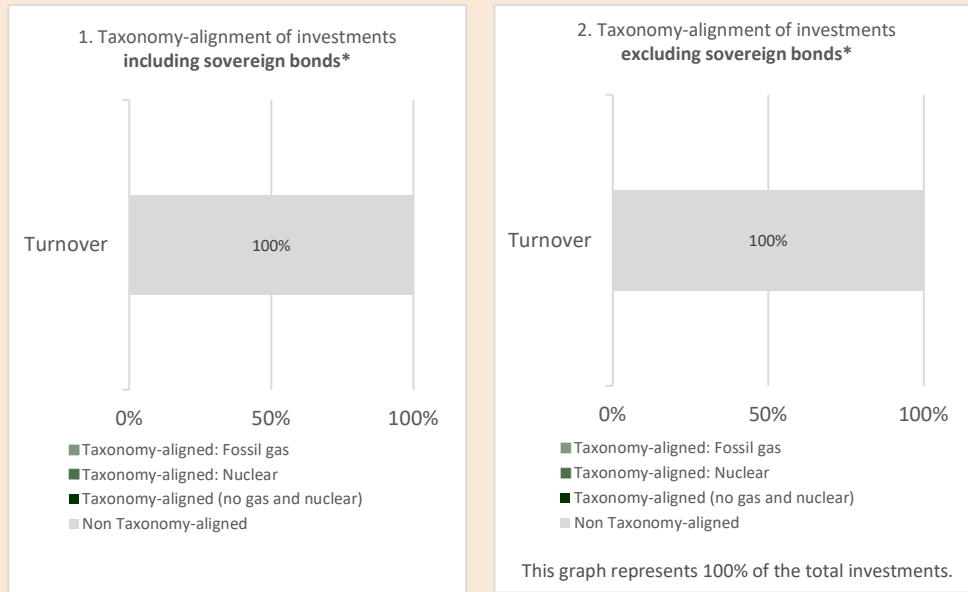 1. Taxonomy-alignment of investments
including sovereign bonds*
Turnover
100%
0%
50%
100%
Taxonomy-aligned: Fossil gas
Taxonomy-aligned: Nuclear
Taxonomy-aligned (no gas and nuclear)
Non Taxonomy-aligned
2. Taxonomy-alignment of investments
excluding sovereign bonds*
Turnover
100%
0%
50%
100%
Taxonomy-aligned: Fossil gas
Taxonomy-aligned: Nuclear
Taxonomy-aligned (no gas and nuclear)
Non Taxonomy-aligned
This graph represents 100% of the total investments.